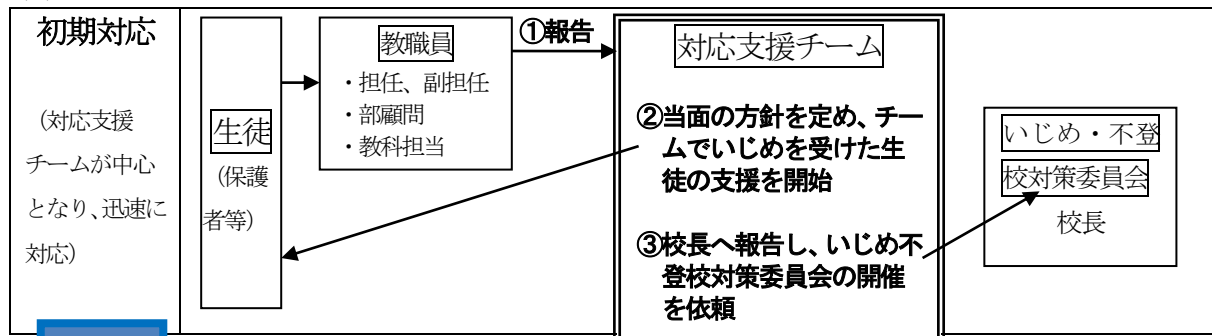 初期対応
(対応支援
チームが中心
となり、迅速に
対応)
生徒
(保護
者等)
教職員
・担任、副担任
・部顧問
・教科担当
①報告
対応支援チーム
②当面の方針を定め、チー
ムでいじめを受けた生
徒の支援を開始
③校長へ報告し、いじめ不
登校対策委員会の開催
を依頼
いじめ・不登
校対策委員会
校長